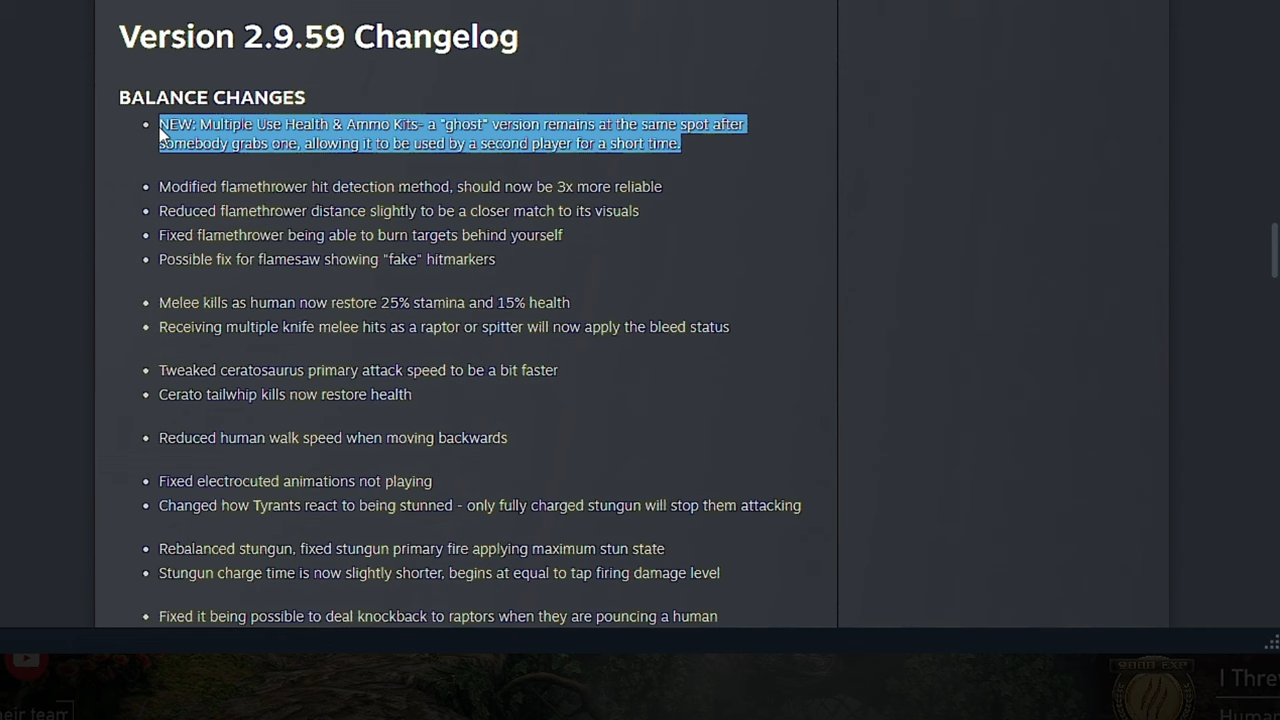 Version 2.9.59 Changelog
BALANCE CHANGES
• NEW: Multiple Use Health & Ammo Kits- a "ghost" version remains at the same spot after
somebody grabs one, allowing it to be used by a second player for a short time.
• Modified flamethrower hit detection method, should now be 3x more reliable
• Reduced flamethrower distance slightly to be a closer match to its visuals
• Fixed flamethrower being able to burn targets behind yourself
• Possible fix for flamesaw showing "fake" hitmarkers
• Melee kills as human now restore 25% stamina and 15% health
• Receiving multiple knife melee hits as a raptor or spitter will now apply the bleed status
• Tweaked ceratosaurus primary attack speed to be a bit faster
• Cerato tailwhip kills now restore health
• Reduced human walk speed when moving backwards
• Fixed electrocuted animations not playing
• Changed how Tyrants react to being stunned - only fully charged stungun will stop them attacking
• Rebalanced stungun, fixed stungun primary fire applying maximum stun state
• Stungun charge time is now slightly shorter, begins at equal to tap firing damage level
• Fixed it being possible to deal knockback to raptors when they are pouncing a human
9000 EXP
I Thre
Human
heir team